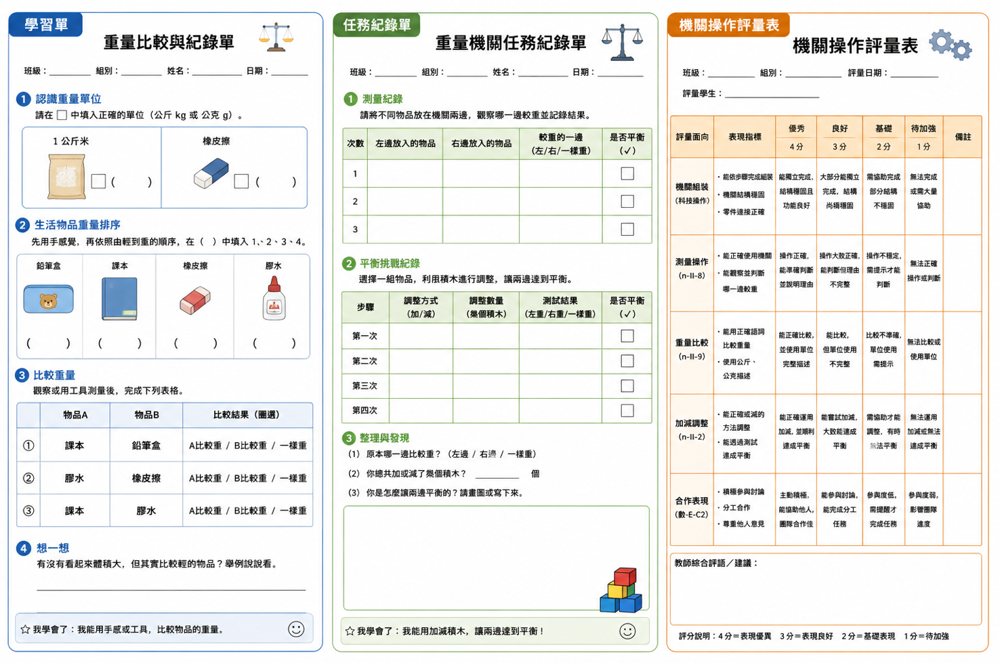 學習單
重量比較與紀錄單
班級：________ 組別：________ 姓名：__________ 日期：_______
1 認識重量單位
請在 □ 中填入正確的單位（公斤 kg 或 公克 g）。
1 公斤米 橡皮擦
□ (  ) □ (  )
2 生活物品重量排序
先用手感覺，再依照由輕到重的順序，在（ ）中填入 1、2、3、4。
鉛筆盒 課本 橡皮擦 膠水
(  ) (  ) (  ) (  )
3 比較重量
觀察或用工具測量後，完成下列表格。
物品A 物品B 比較結果（圈選）
① 課本 鉛筆盒 A比較重 / B比較重 / 一樣重
② 膠水 橡皮擦 A比較重 / B比較重 / 一樣重
③ 課本 膠水 A比較重 / B比較重 / 一樣重
4 想一想
有沒有看起來體積大，但其實比較輕的物品？舉例說說看。
☆ 我學會了：我能用手感或工具，比較物品的重量。
任務紀錄單
重量機關任務紀錄單
班級：________ 組別：________ 姓名：__________ 日期：_________
1 測量紀錄
請將不同物品放在機關兩邊，觀察哪一邊較重並記錄結果。
次數 左邊放入的物品 右邊放入的物品 較重的一邊 是否平衡
（左/右/一樣重） （✓）
1 □
2 □
3 □
2 平衡挑戰紀錄
選擇一組物品，利用積木進行調整，讓兩邊達到平衡。
步驟 調整方式 調整數量 測試結果 是否平衡
（加/減） （幾個積木） （左重/右重/一樣重） （✓）
第一次 □
第二次 □
第三次 □
第四次 □
3 整理與發現
（1） 原本哪一邊比較重？（左邊 / 右邊 / 一樣重）
（2） 你總共加或減了幾個積木？ _________ 個
（3） 你是怎麼讓兩邊平衡的？請畫圖或寫下來。
☆ 我學會了：我能用加減積木，讓兩邊達到平衡！
機關操作評量表
機關操作評量表
班級：________ 組別：___________ 評量日期：__________
評量學生：___________________
評量面向 表現指標 優秀 良好 基礎 待加強 備註
4 分 3 分 2 分 1 分
機關組裝
（科技操作）
・能依步驟完成組裝
・機關結構穩固
・零件連接正確
能獨立完成，
結構穩固且
功能良好
大部分能獨立
完成，結構
尚稱穩固
需協助完成
部分結構
不穩固
無法完成
或需大量
協助
測量操作
(n-II-8)
・能正確使用機關
・能觀察並判斷
哪一邊較重
操作正確，
能準確判斷
並說明理由
操作大致正確，
能判斷但理由
不完整
操作不穩定，
需提示才能
判斷
無法正確
操作或判斷
重量比較
(n-II-9)
・能用正確語詞
比較重量
・使用公斤、
公克描述
能正確比較，
並使用單位
完整描述
能比較，
但單位使用
不完整
比較不準確，
單位使用
需提示
無法比較或
使用單位
加減調整
(n-II-2)
・能正確或減的
方法調整
・能透過測試
達成平衡
能正確運用
加減，並順利
達成平衡
能嘗試加減，
大致能達成
平衡
需協助才能
調整，有時
無法平衡
無法運用
加減或無法
達成平衡
合作表現
(數-E-C2)
・積極參與討論
・分工合作
・尊重他人意見
主動積極，
能協助他人，
團隊合作佳
能參與討論，
能完成分工
任務
參與度低，
需提醒才
完成任務
參與度弱，
影響團隊
進度
教師綜合評語／建議：
評分說明：4 分＝表現優異 3 分＝表現良好 2 分＝基礎表現 1 分＝待加強